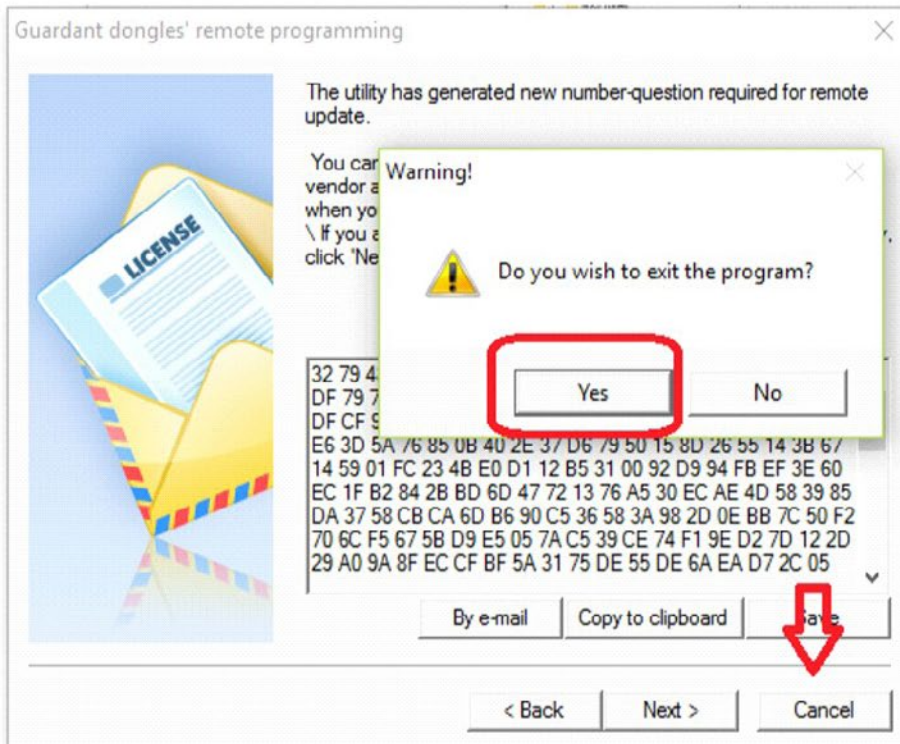 Guardant dongles' remote programming
The utility has generated new number-question required for remote
update.
You can
vendor a
when yo
\ If you a
click "Ne
LICENSE
Warning!
Do you wish to exit the program?
Yes
No
32 79 4
DF 79 7
DF CF 9
E6 3D 5A 76 85 0B 40 2E 37 D6 79 50 15 8D 26 55 14 3B 67
14 59 01 FC 23 4B E0 D1 12 B5 31 00 92 D9 94 FB EF 3E 60
EC 1F B2 84 2B BD 6D 47 72 13 76 A5 30 EC AE 4D 58 39 85
DA 37 58 CB CA 6D B6 90 C5 36 58 3A 98 2D 0E BB 7C 50 F2
70 6C F5 67 5B D9 E5 05 7A C5 39 CE 74 F1 9E D2 7D 12 2D
29 A0 9A 8F EC CF BF 5A 31 75 DE 55 DE 6A EA D7 2C 05
By e-mail
Copy to clipboard
Save
< Back
Next >
Cancel